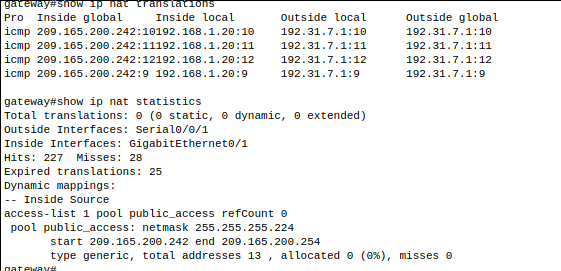 gateway#show ip nat translations
Pro  Inside global     Inside local       Outside local      Outside global
icmp 209.165.200.242:10192.168.1.20:10    192.31.7.1:10      192.31.7.1:10
icmp 209.165.200.242:11192.168.1.20:11    192.31.7.1:11      192.31.7.1:11
icmp 209.165.200.242:12192.168.1.20:12    192.31.7.1:12      192.31.7.1:12
icmp 209.165.200.242:9 192.168.1.20:9     192.31.7.1:9       192.31.7.1:9
gateway#show ip nat statistics
Total translations: 0 (0 static, 0 dynamic, 0 extended)
Outside Interfaces: Serial0/0/1
Inside Interfaces: GigabitEthernet0/1
Hits: 227  Misses: 28
Expired translations: 25
Dynamic mappings:
-- Inside Source
access-list 1 pool public_access refCount 0
 pool public_access: netmask 255.255.255.224
       start 209.165.200.242 end 209.165.200.254
       type generic, total addresses 13 , allocated 0 (0%), misses 0
gateway#